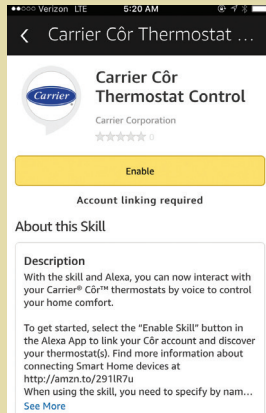 Verizon LTE 5:20 AM
Carrier Côr Thermostat ...
Carrier
Carrier Côr
Thermostat Control
Carrier Corporation
0
Enable
Account linking required
About this Skill
Description
With the skill and Alexa, you can now interact with
your Carrier® Côr™ thermostats by voice to control
your home comfort.
To get started, select the "Enable Skill" button in
the Alexa App to link your Côr account and discover
your thermostat(s). Find more information about
connecting Smart Home devices at
http://amzn.to/291lR7u
When using the skill, you need to specify by nam...
See More